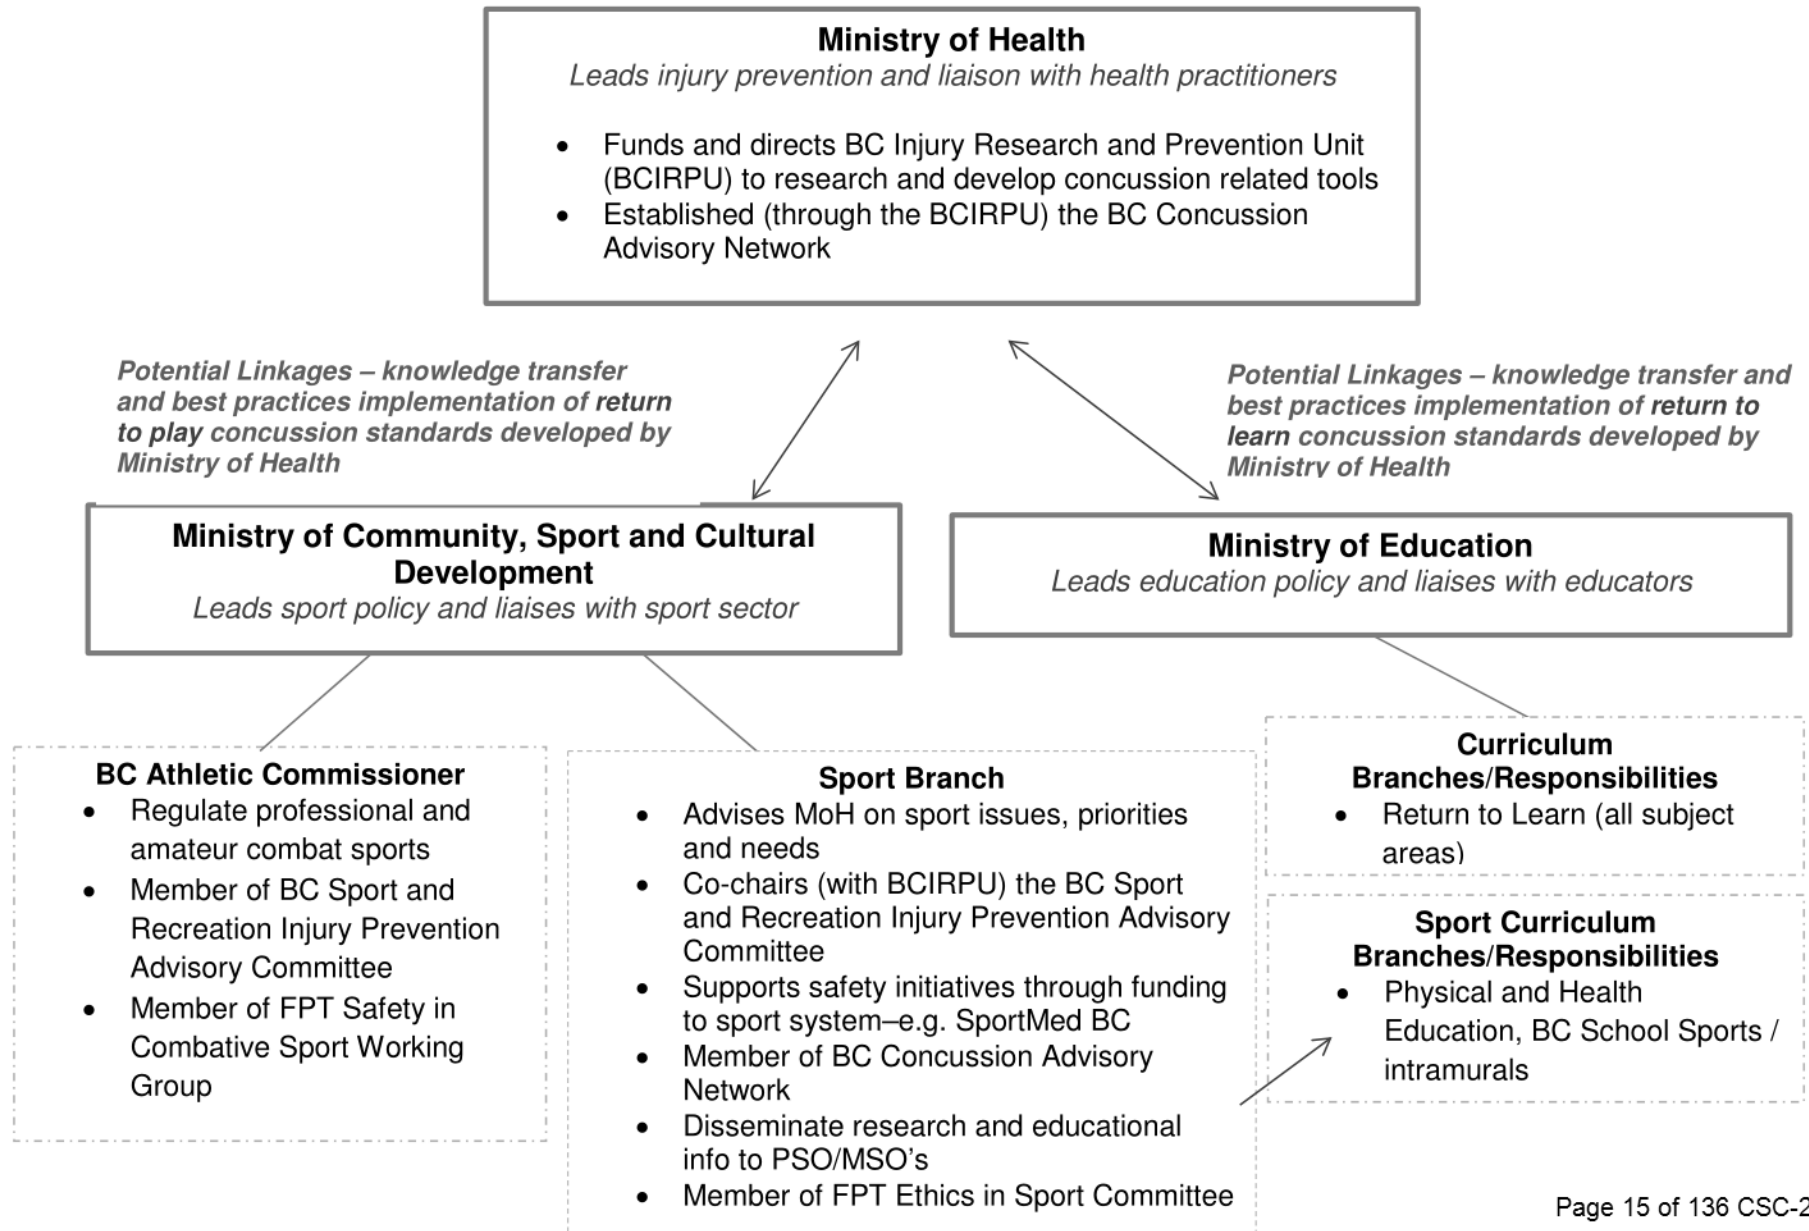 Ministry of Health
Leads injury prevention and liaison with health practitioners
• Funds and directs BC Injury Research and Prevention Unit
(BCIRPU) to research and develop concussion related tools
• Established (through the BCIRPU) the BC Concussion
Advisory Network
Potential Linkages – knowledge transfer
and best practices implementation of return
to play concussion standards developed by
Ministry of Health
Potential Linkages – knowledge transfer and
best practices implementation of return to
learn concussion standards developed by
Ministry of Health
Ministry of Community, Sport and Cultural
Development
Leads sport policy and liaises with sport sector
Ministry of Education
Leads education policy and liaises with educators
BC Athletic Commissioner
• Regulate professional and
amateur combat sports
• Member of BC Sport and
Recreation Injury Prevention
Advisory Committee
• Member of FPT Safety in
Combative Sport Working
Group
Sport Branch
• Advises MoH on sport issues, priorities
and needs
• Co-chairs (with BCIRPU) the BC Sport
and Recreation Injury Prevention Advisory
Committee
• Supports safety initiatives through funding
to sport system–e.g. SportMed BC
• Member of BC Concussion Advisory
Network
• Disseminate research and educational
info to PSO/MSO's
• Member of FPT Ethics in Sport Committee
Curriculum
Branches/Responsibilities
• Return to Learn (all subject
areas)
Sport Curriculum
Branches/Responsibilities
• Physical and Health
Education, BC School Sports /
intramurals
Page 15 of 136 CSC-2